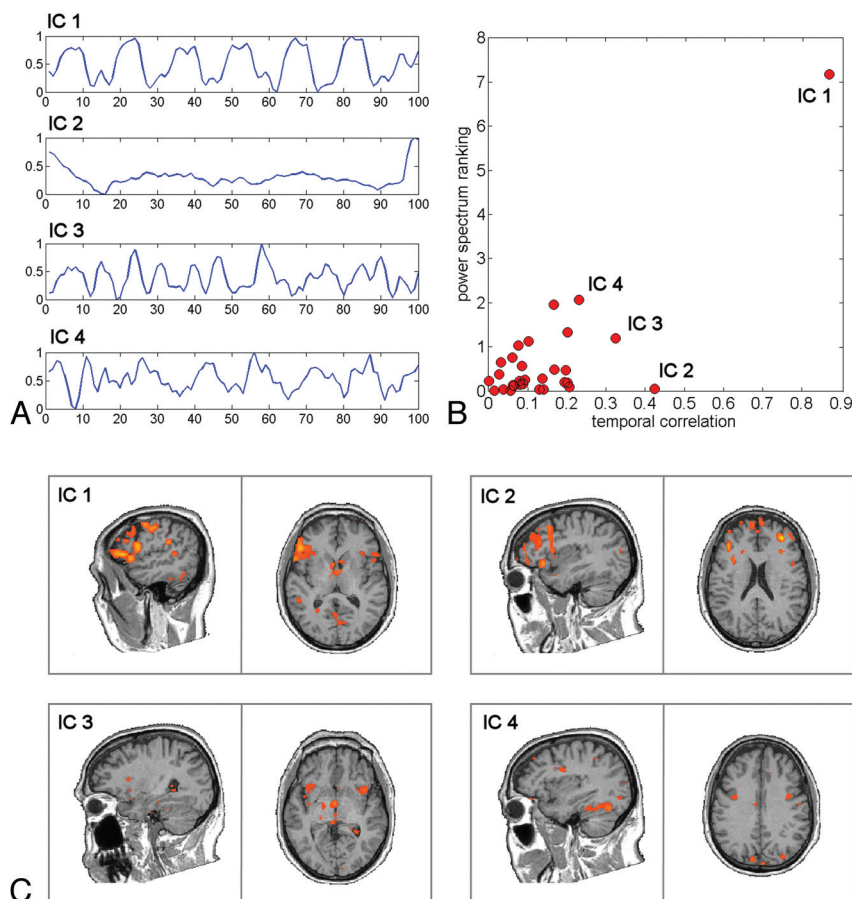 IC 1
1
0.5
0
0 10 20 30 40 50 60 70 80 90 100
IC 2
1
0.5
0
0 10 20 30 40 50 60 70 80 90 100
IC 3
1
0.5
0
0 10 20 30 40 50 60 70 80 90 100
IC 4
1
0.5
0
0 10 20 30 40 50 60 70 80 90 100
A
8
7
6
5
4
3
2
1
0
power spectrum ranking
IC 1
IC 4
IC 3
IC 2
0 0.1 0.2 0.3 0.4 0.5 0.6 0.7 0.8 0.9
temporal correlation
B
IC 1
IC 2
IC 3
IC 4
C